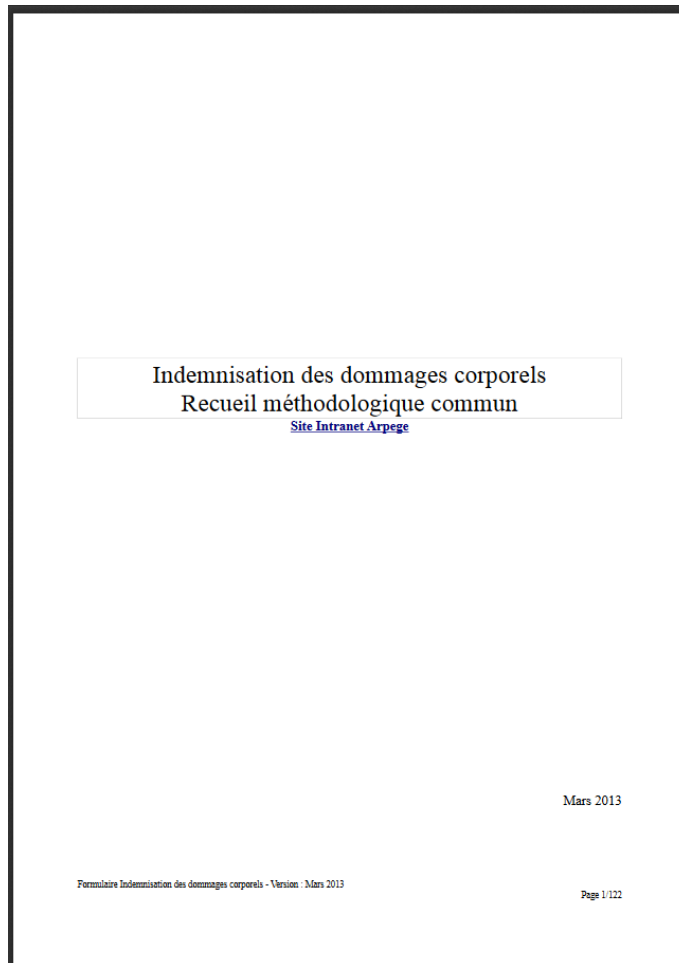 Indemnisation des dommages corporels
Recueil méthodologique commun
Site Intranet Arpege
Mars 2013
Formulaire Indemnisation des dommages corporels - Version : Mars 2013
Page 1/122